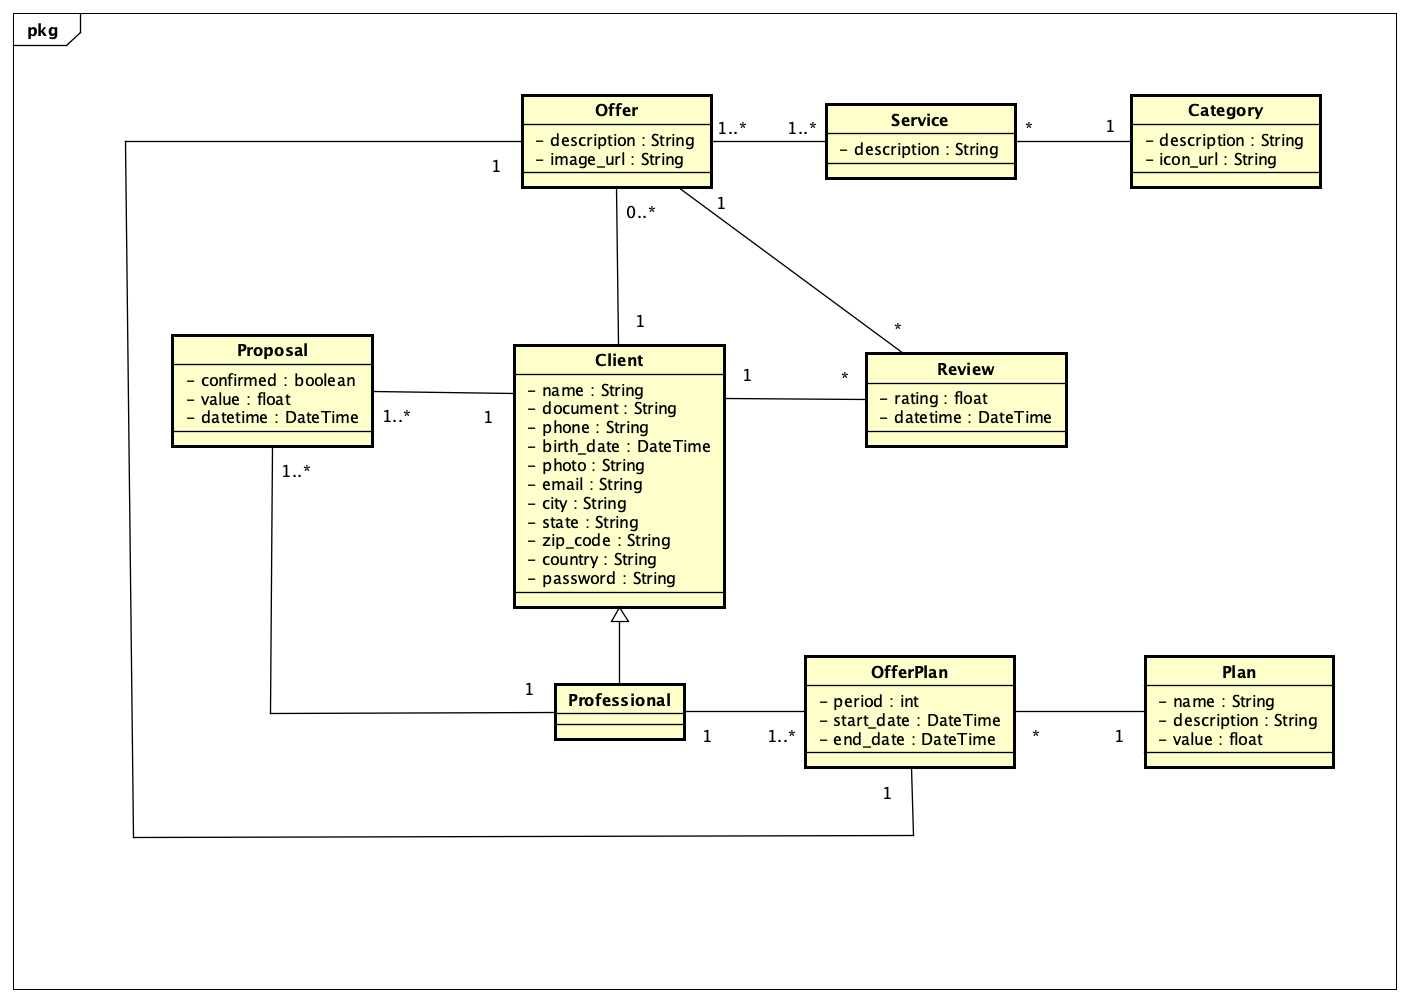 pkg
Offer
- description : String
- image_url : String
1..*
1..*
Service
- description : String
*
1
Category
- description : String
- icon_url : String
1
0..*
1
1
*
Proposal
- confirmed : boolean
- value : float
- datetime : DateTime
1..*
1
1..*
Client
- name : String
- document : String
- phone : String
- birth_date : DateTime
- photo : String
- email : String
- city : String
- state : String
- zip_code : String
- country : String
- password : String
1
*
Review
- rating : float
- datetime : DateTime
1
Professional
1
1..*
OfferPlan
- period : int
- start_date : DateTime
- end_date : DateTime
*
1
Plan
- name : String
- description : String
- value : float
1